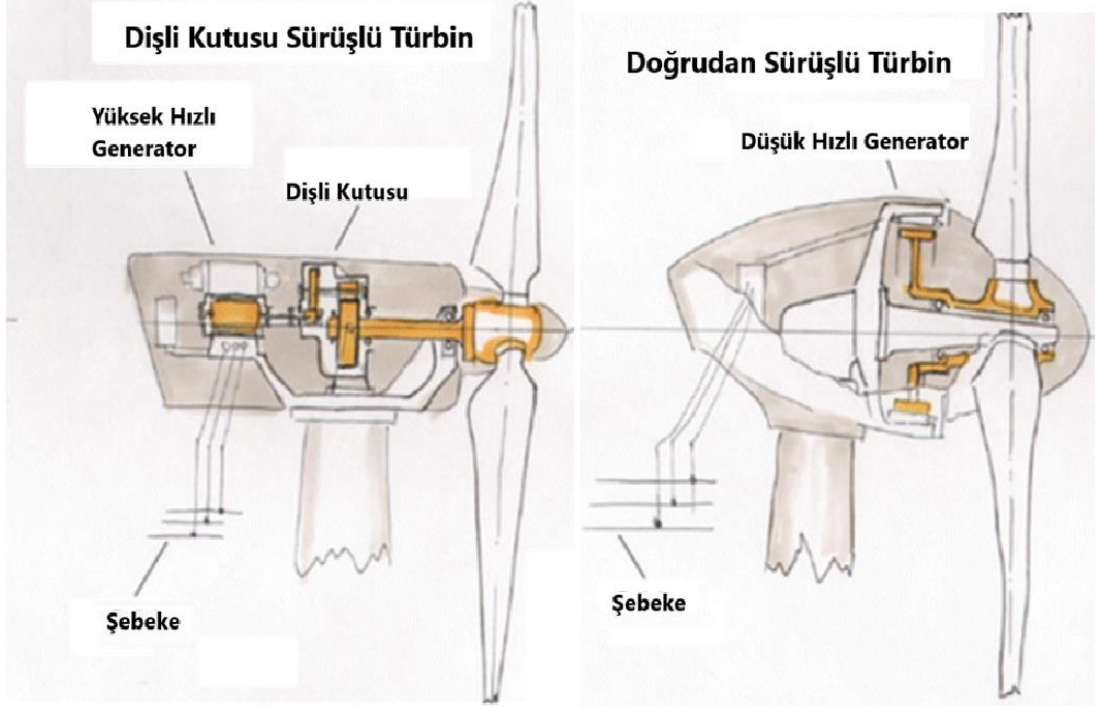 Dişli Kutusu Sürüşlü Türbin
Yüksek Hızlı
Generator
Dişli Kutusu
Şebeke
Doğrudan Sürüşlü Türbin
Düşük Hızlı Generator
Şebeke